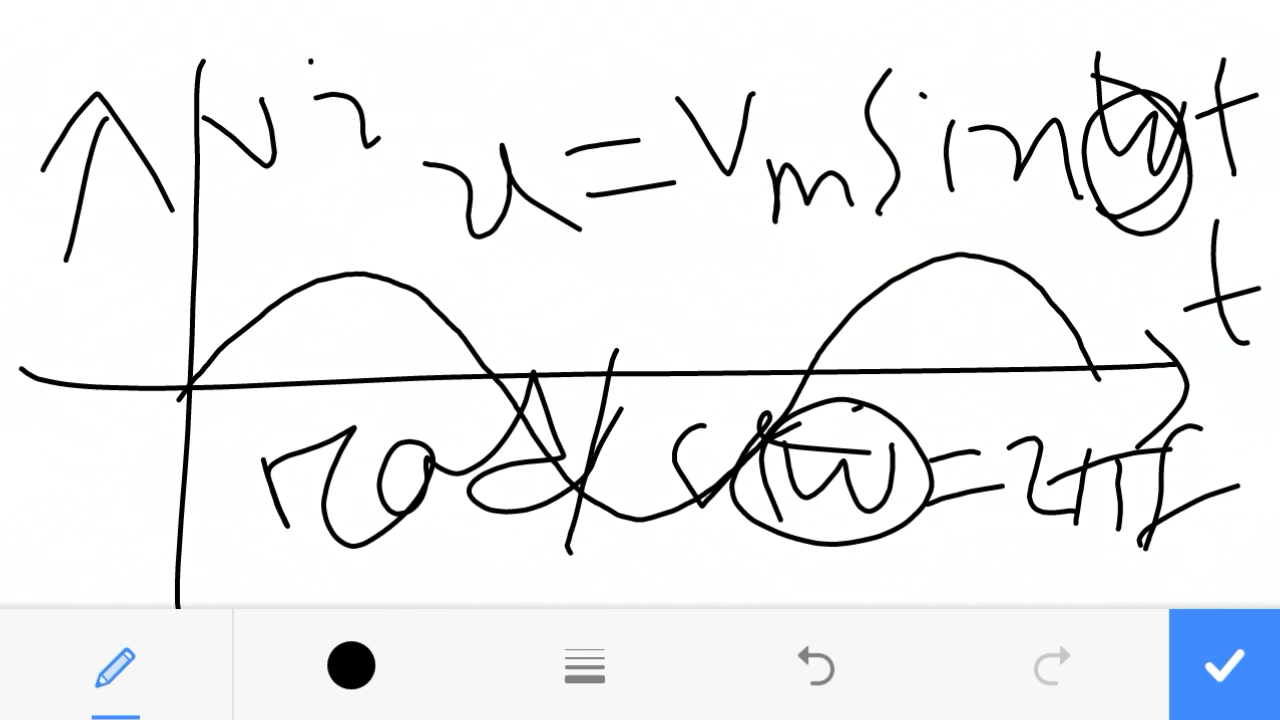 v i u = Vm sin ωt
t
rad/s ω = 2πf